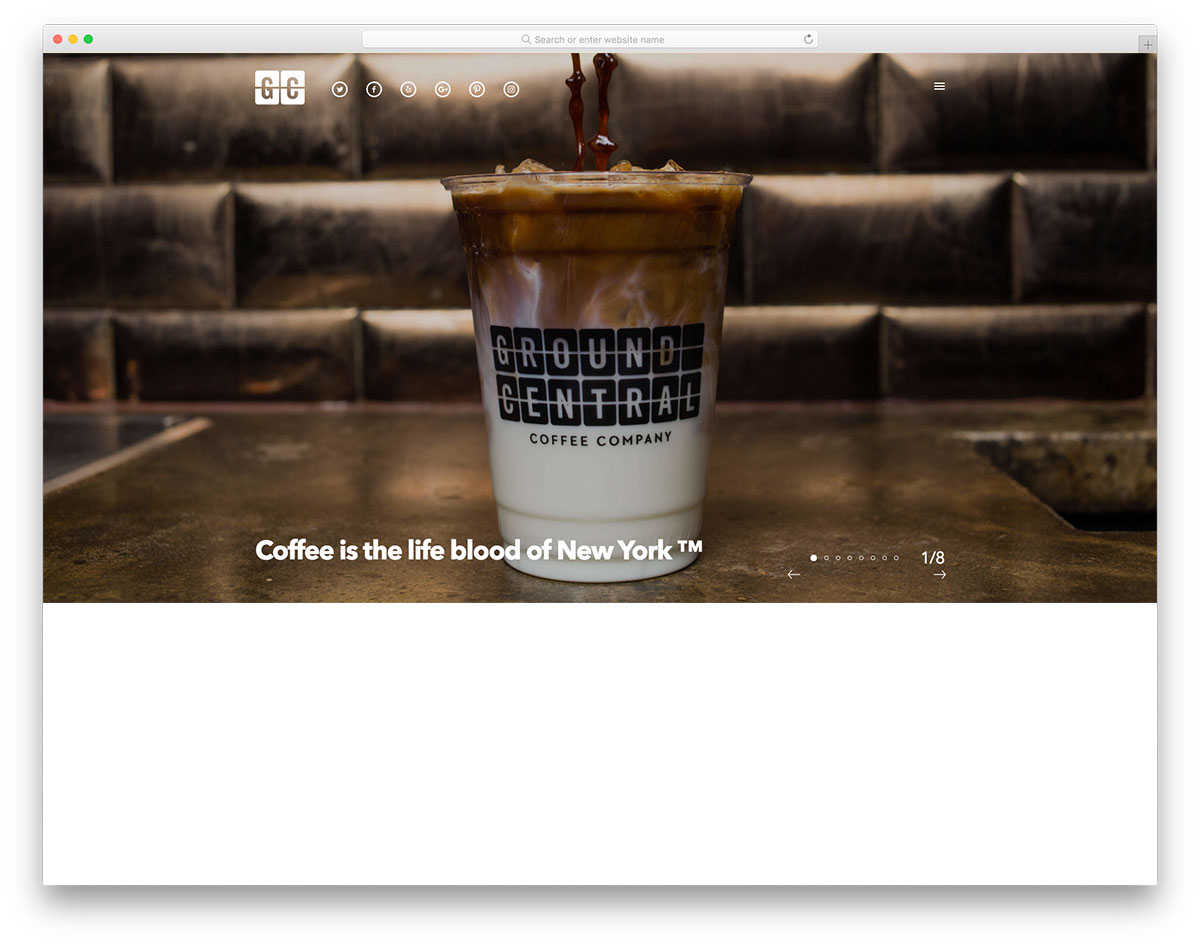 Search or enter website name
GC
GROUND
CENTRAL
COFFEE COMPANY
Coffee is the life blood of New York ™
1/8